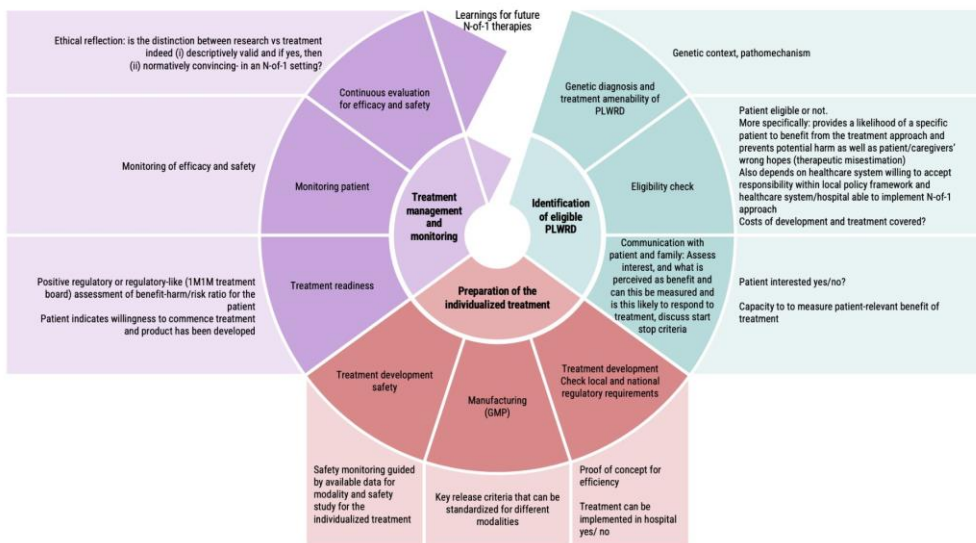 Learnings for future
N-of-1 therapies
Ethical reflection: is the distinction between research vs treatment
indeed (i) descriptively valid and if yes, then
(ii) normatively convincing- in an N-of-1 setting?
Continuous evaluation
for efficacy and safety
Genetic diagnosis and
treatment amenability of
PLWRD
Genetic context, pathomechanism
Monitoring of efficacy and safety
Monitoring patient
Treatment
management
and
monitoring
Identification
of eligible
PLWRD
Eligibility check
Patient eligible or not.
More specifically: provides a likelihood of a specific
patient to benefit from the treatment approach and
prevents potential harm as well as patient/caregivers'
wrong hopes (therapeutic misestimation)
Also depends on healthcare system willing to accept
responsibility within local policy framework and
healthcare system/hospital able to implement N-of-1
approach
Costs of development and treatment covered?
Positive regulatory or regulatory-like (1M1M treatment
board) assessment of benefit-harm/risk ratio for the
patient
Patient indicates willingness to commence treatment
and product has been developed
Treatment readiness
Preparation of the
individualized treatment
Communication with
patient and family: Assess
interest, and what is
perceived as benefit and
can this be measured and
is this likely to respond to
treatment, discuss start
stop criteria
Patient interested yes/no?
Capacity to to measure patient-relevant benefit of
treatment
Treatment development
safety
Manufacturing
(GMP)
Treatment development
Check local and national
regulatory requirements
Safety monitoring guided
by available data for
modality and safety
study for the
individualized treatment
Key release criteria that can be
standardized for different
modalities
Proof of concept for
efficiency
Treatment can be
implemented in hospital
yes/ no